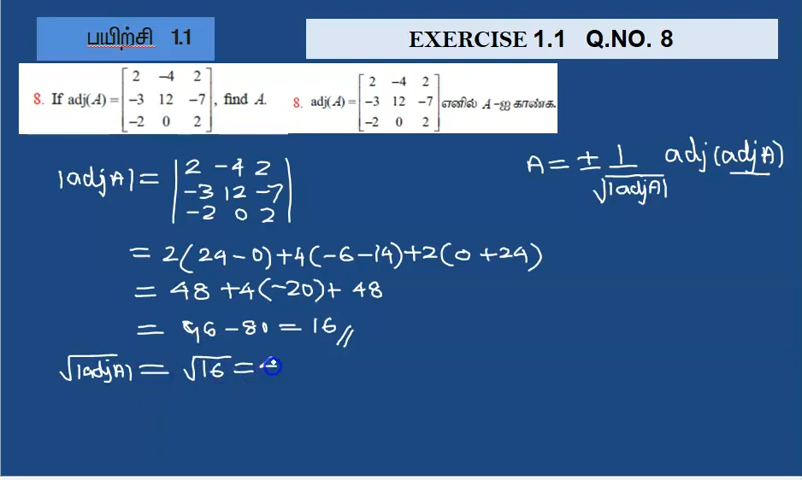 பயிற்சி 1.1
EXERCISE 1.1 Q.NO. 8
8. If adj(A) = [2 −4 2; −3 12 −7; −2 0 2], find A.
8. adj(A) = [2 −4 2; −3 12 −7; −2 0 2] எனில் A-ஐ காண்க.
A = ± 1/√|adjA| adj(adjA)
|adjA| = |2 −4 2; −3 12 −7; −2 0 2|
= 2(24 − 0) + 4(−6 − 14) + 2(0 + 24)
= 48 + 4(−20) + 48
= 96 − 80 = 16 //
√|adjA| = √16 =